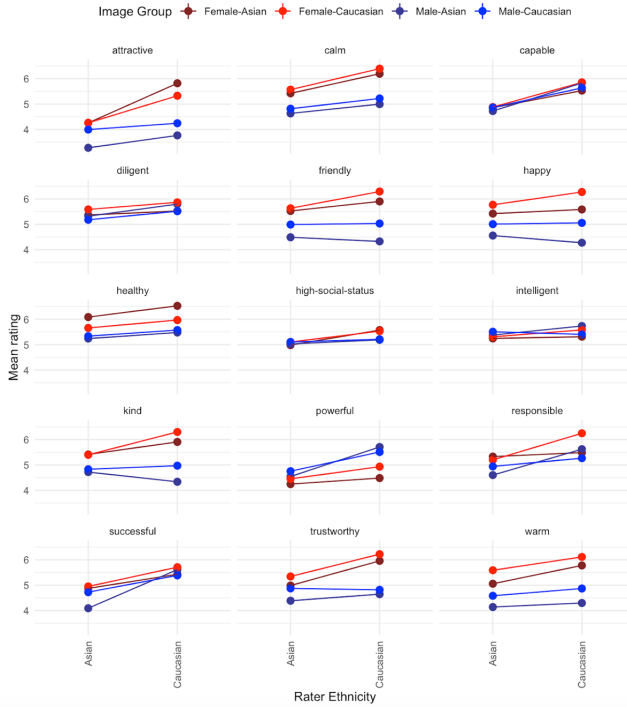 Image Group Female-Asian Female-Caucasian Male-Asian Male-Caucasian
attractive calm capable
6
5
4
diligent friendly happy
6
5
4
healthy high-social-status intelligent
6
5
4
Mean rating
kind powerful responsible
6
5
4
successful trustworthy warm
6
5
4
Asian Caucasian Asian Caucasian Asian Caucasian
Rater Ethnicity